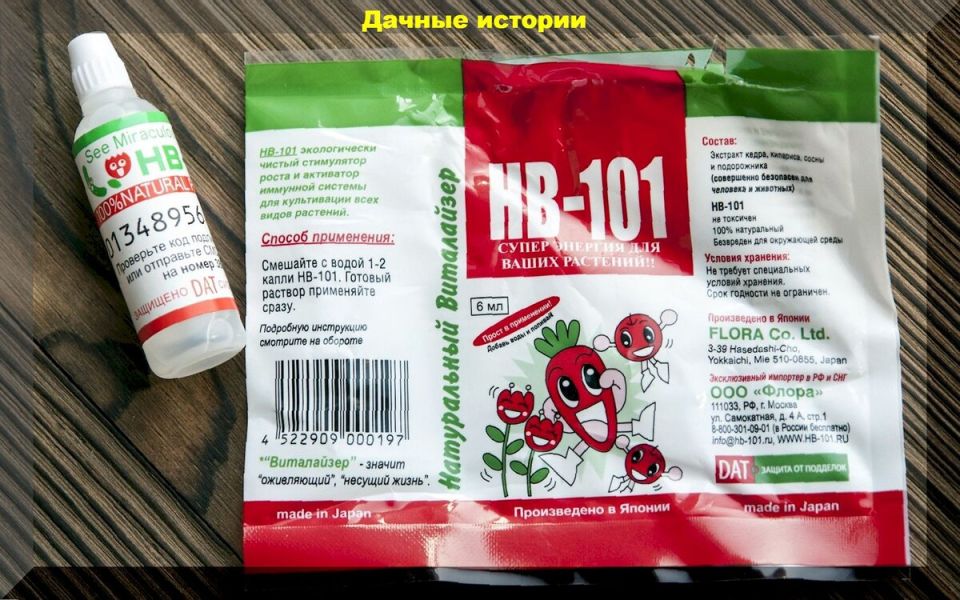 Дачные истории
See Miraculo
HB
100%NATURAL
01348956
Проверьте код
или отправьте
на номер
ЗАЩИЩЕНО DAT
HB-101 экологически
чистый стимулятор
роста и активатор
иммунной системы
для культивации всех
видов растений.
Способ применения:
Смешайте с водой 1-2
капли HB-101. Готовый
раствор применяйте
сразу.
Подробную инструкцию
смотрите на обороте
4 522909 000197
*"Виталайзер" - значит
"оживляющий", "несущий жизнь".
made in Japan
Натуральный Виталайзер
HB-101
СУПЕР ЭНЕРГИЯ ДЛЯ
ВАШИХ РАСТЕНИЙ!!
6 мл
Прост в применении!
Добавь воды и поливай!
Произведено в Японии
Состав:
Экстракт кедра, кипариса, сосны
и подорожника
(совершенно безопасен для
человека и животных)
HB-101
не токсичен
100% натуральный
Безвреден для окружающей среды
Условия хранения:
Не требует специальных
условий хранения.
Срок годности не ограничен.
Произведено в Японии
FLORA Co. Ltd.
3-39 Hasedashi-Cho,
Yokkaichi, Mie 510-0855, Japan
Эксклюзивный импортер в РФ и СНГ
ООО «Флора»
111033, РФ, г. Москва
ул. Самокатная, д. 4 А, стр.1
8-800-301-09-01 (в России бесплатно)
info@hb-101.ru, WWW.HB-101.RU
DAT ЗАЩИТА ОТ ПОДДЕЛОК
made in Japan